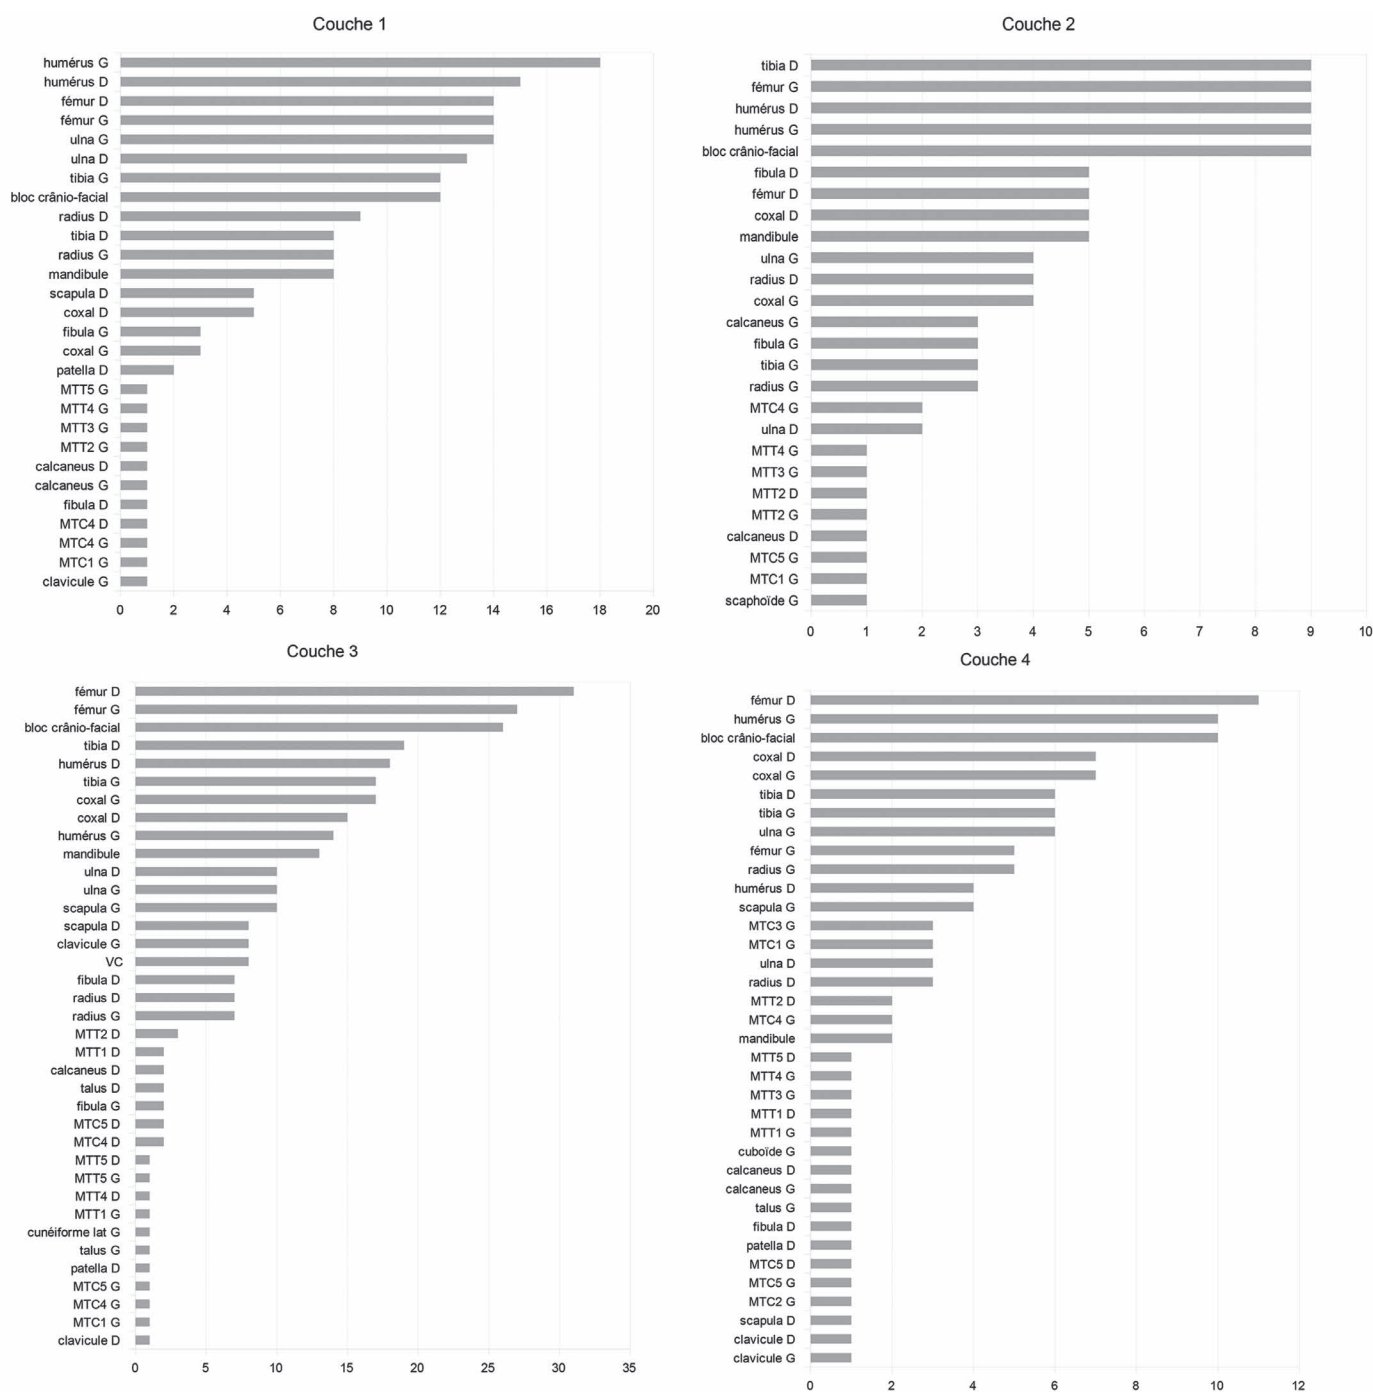 Couche 1
humérus G
humérus D
fémur D
fémur G
ulna G
ulna D
tibia G
bloc crânio-facial
radius D
tibia D
radius G
mandibule
scapula D
coxal D
fibula G
coxal G
patella D
MTT5 G
MTT4 G
MTT3 G
MTT2 G
calcaneus D
calcaneus G
fibula D
MTC4 D
MTC4 G
MTC1 G
clavicule G
0 2 4 6 8 10 12 14 16 18 20
Couche 2
tibia D
fémur G
humérus D
humérus G
bloc crânio-facial
fibula D
fémur D
coxal D
mandibule
ulna G
radius D
coxal G
calcaneus G
fibula G
tibia G
radius G
MTC4 G
ulna D
MTT4 G
MTT3 G
MTT2 D
MTT2 G
calcaneus D
MTC5 G
MTC1 G
scaphoïde G
0 1 2 3 4 5 6 7 8 9 10
Couche 3
fémur D
fémur G
bloc crânio-facial
tibia D
humérus D
tibia G
coxal G
coxal D
humérus G
mandibule
ulna D
ulna G
scapula G
scapula D
clavicule G
VC
fibula D
radius D
radius G
MTT2 D
MTT1 D
calcaneus D
talus D
fibula G
MTC5 D
MTC4 D
MTT5 D
MTT5 G
MTT4 D
MTT1 G
cunéiforme lat G
talus G
patella D
MTC5 G
MTC4 G
MTC1 G
clavicule D
0 5 10 15 20 25 30 35
Couche 4
fémur D
humérus G
bloc crânio-facial
coxal D
coxal G
tibia D
tibia G
ulna G
fémur G
radius G
humérus D
scapula G
MTC3 G
MTC1 G
ulna D
radius D
MTT2 D
MTC4 G
mandibule
MTT5 D
MTT4 G
MTT3 G
MTT1 D
MTT1 G
cuboïde G
calcaneus D
calcaneus G
talus G
fibula D
patella D
MTC5 D
MTC5 G
MTC2 G
scapula D
clavicule D
clavicule G
0 2 4 6 8 10 12